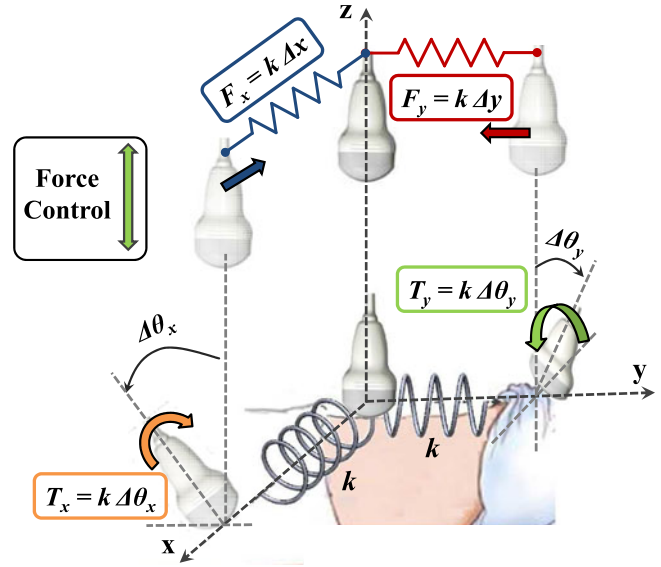 z
F_x = k Δx
F_y = k Δy
Force
Control
Δθ_y
T_y = k Δθ_y
Δθ_x
y
k
k
T_x = k Δθ_x
x